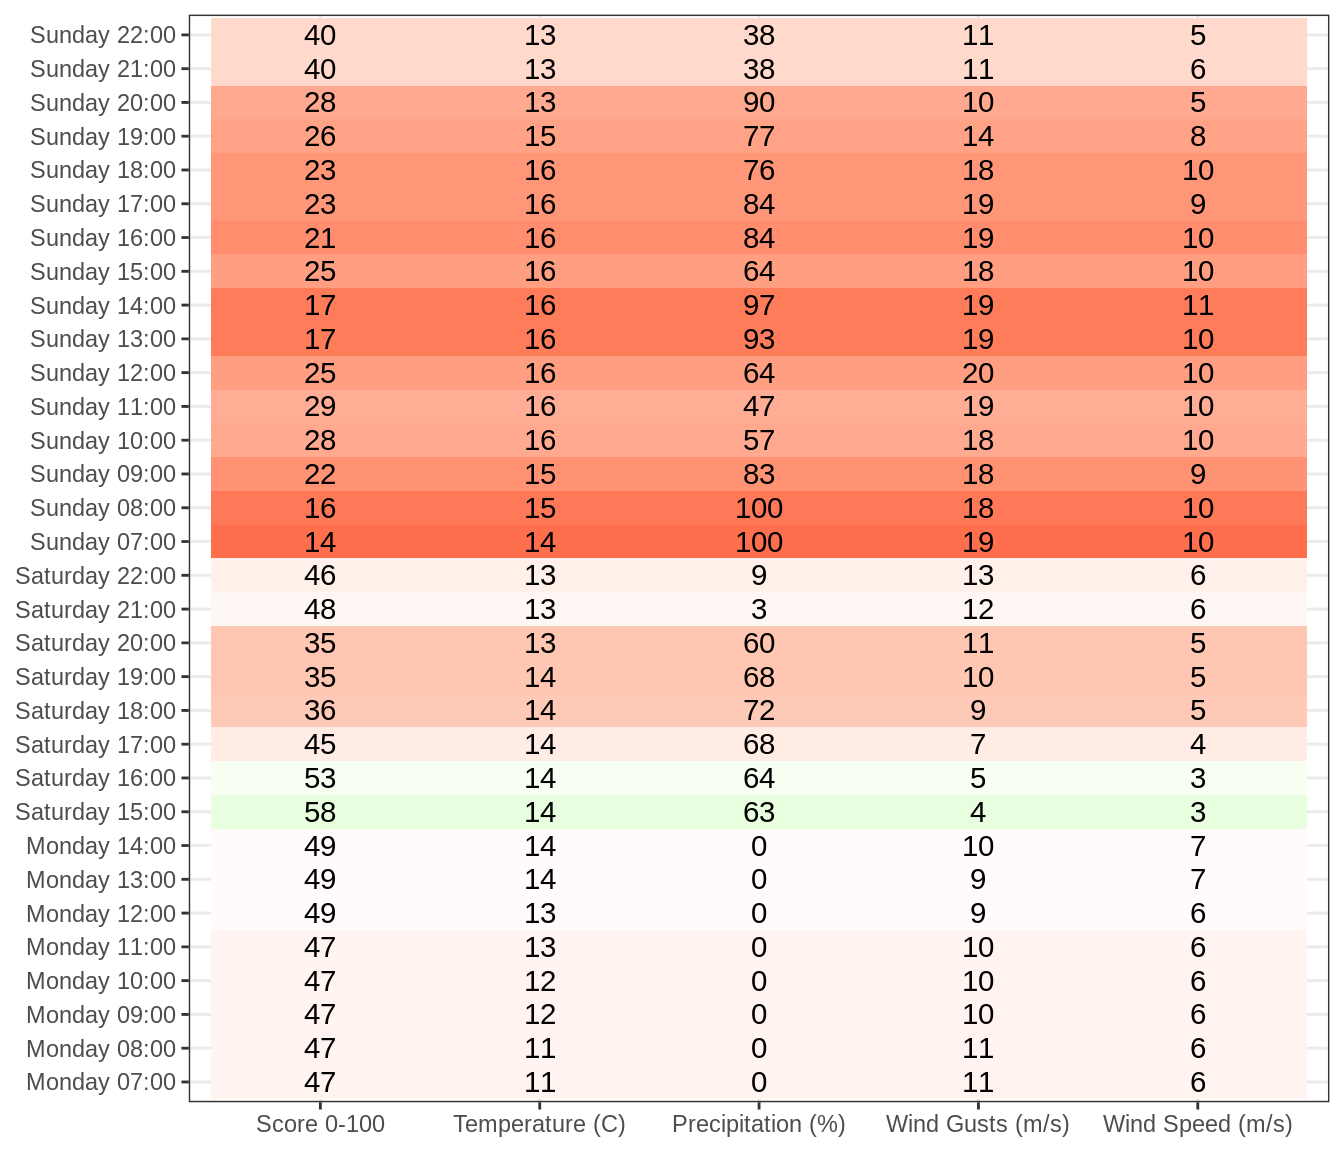 Sunday 22:00 40 13 38 11 5
Sunday 21:00 40 13 38 11 6
Sunday 20:00 28 13 90 10 5
Sunday 19:00 26 15 77 14 8
Sunday 18:00 23 16 76 18 10
Sunday 17:00 23 16 84 19 9
Sunday 16:00 21 16 84 19 10
Sunday 15:00 25 16 64 18 10
Sunday 14:00 17 16 97 19 11
Sunday 13:00 17 16 93 19 10
Sunday 12:00 25 16 64 20 10
Sunday 11:00 29 16 47 19 10
Sunday 10:00 28 16 57 18 10
Sunday 09:00 22 15 83 18 9
Sunday 08:00 16 15 100 18 10
Sunday 07:00 14 14 100 19 10
Saturday 22:00 46 13 9 13 6
Saturday 21:00 48 13 3 12 6
Saturday 20:00 35 13 60 11 5
Saturday 19:00 35 14 68 10 5
Saturday 18:00 36 14 72 9 5
Saturday 17:00 45 14 68 7 4
Saturday 16:00 53 14 64 5 3
Saturday 15:00 58 14 63 4 3
Monday 14:00 49 14 0 10 7
Monday 13:00 49 14 0 9 7
Monday 12:00 49 13 0 9 6
Monday 11:00 47 13 0 10 6
Monday 10:00 47 12 0 10 6
Monday 09:00 47 12 0 10 6
Monday 08:00 47 11 0 11 6
Monday 07:00 47 11 0 11 6
Score 0-100 Temperature (C) Precipitation (%) Wind Gusts (m/s) Wind Speed (m/s)